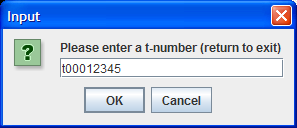 Input
?
Please enter a t-number (return to exit)
t00012345
OK Cancel